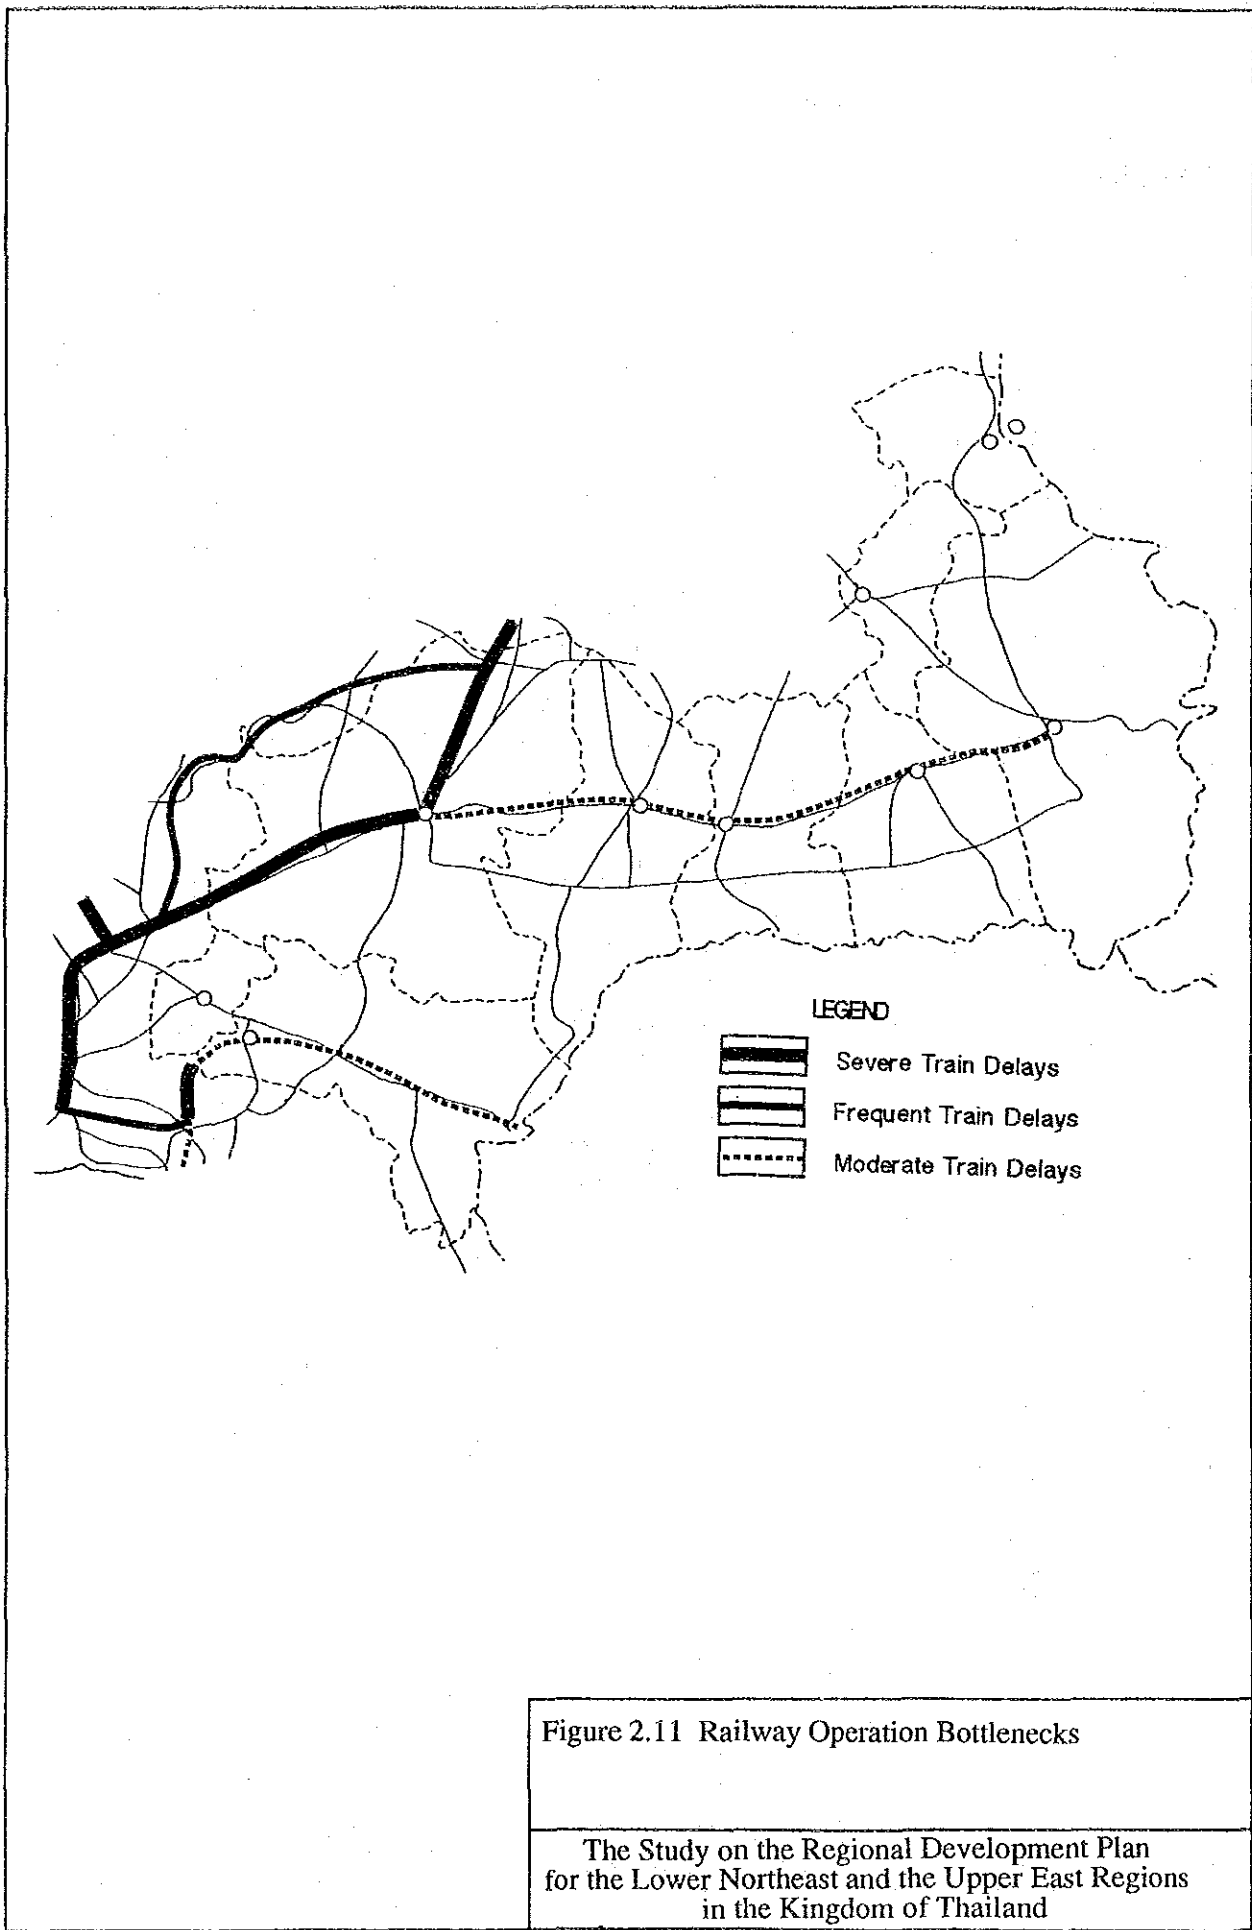 LEGEND
Severe Train Delays
Frequent Train Delays
Moderate Train Delays
Figure 2.11 Railway Operation Bottlenecks
The Study on the Regional Development Plan
for the Lower Northeast and the Upper East Regions
in the Kingdom of Thailand